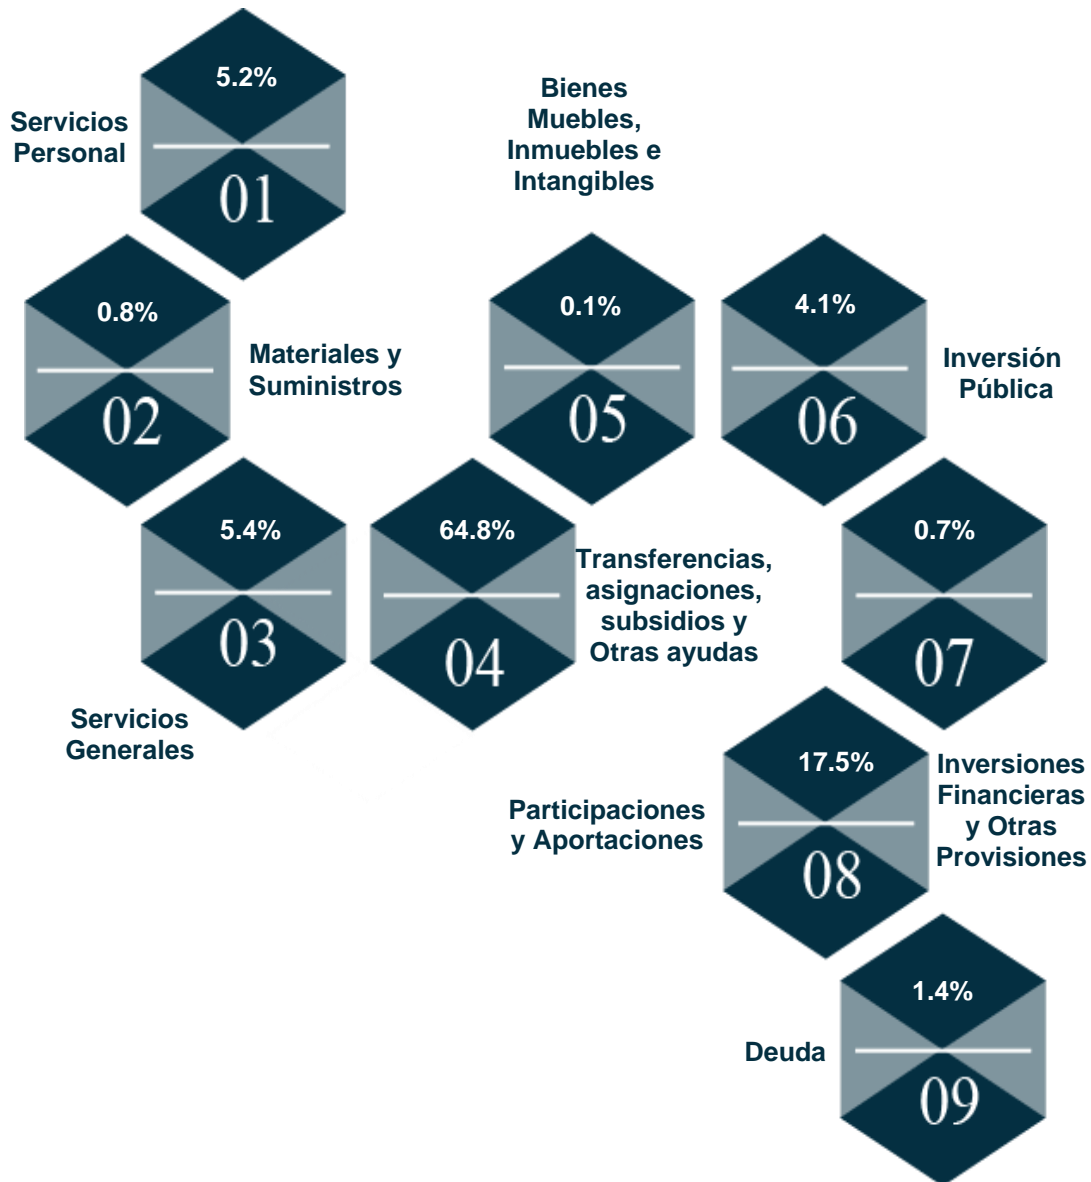 5.2%
Servicios
Personal
01
Bienes
Muebles,
Inmuebles e
Intangibles
0.8%
02
Materiales y
Suministros
0.1%
05
4.1%
06
Inversión
Pública
5.4%
03
Servicios
Generales
64.8%
04
Transferencias,
asignaciones,
subsidios y
Otras ayudas
0.7%
07
Inversiones
Financieras
y Otras
Provisiones
17.5%
08
Participaciones
y Aportaciones
1.4%
09
Deuda